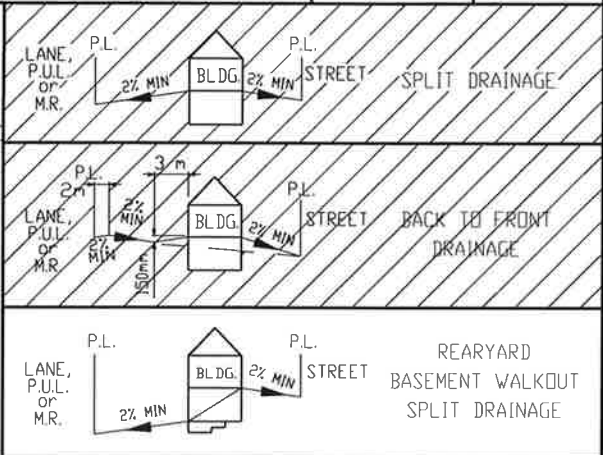 P.L.
P.L.
LANE,
P.U.L.
or
M.R.
2% MIN
BLDG.
2% MIN
STREET
SPLIT DRAINAGE
3 m
P.L.
2m
P.L.
LANE,
P.U.L.
or
M.R.
2% MIN
2% MIN
150mm
BLDG.
2% MIN
STREET
BACK TO FRONT
DRAINAGE
P.L.
P.L.
LANE,
P.U.L.
or
M.R.
2% MIN
BLDG.
2% MIN
STREET
REARYARD
BASEMENT WALKOUT
SPLIT DRAINAGE